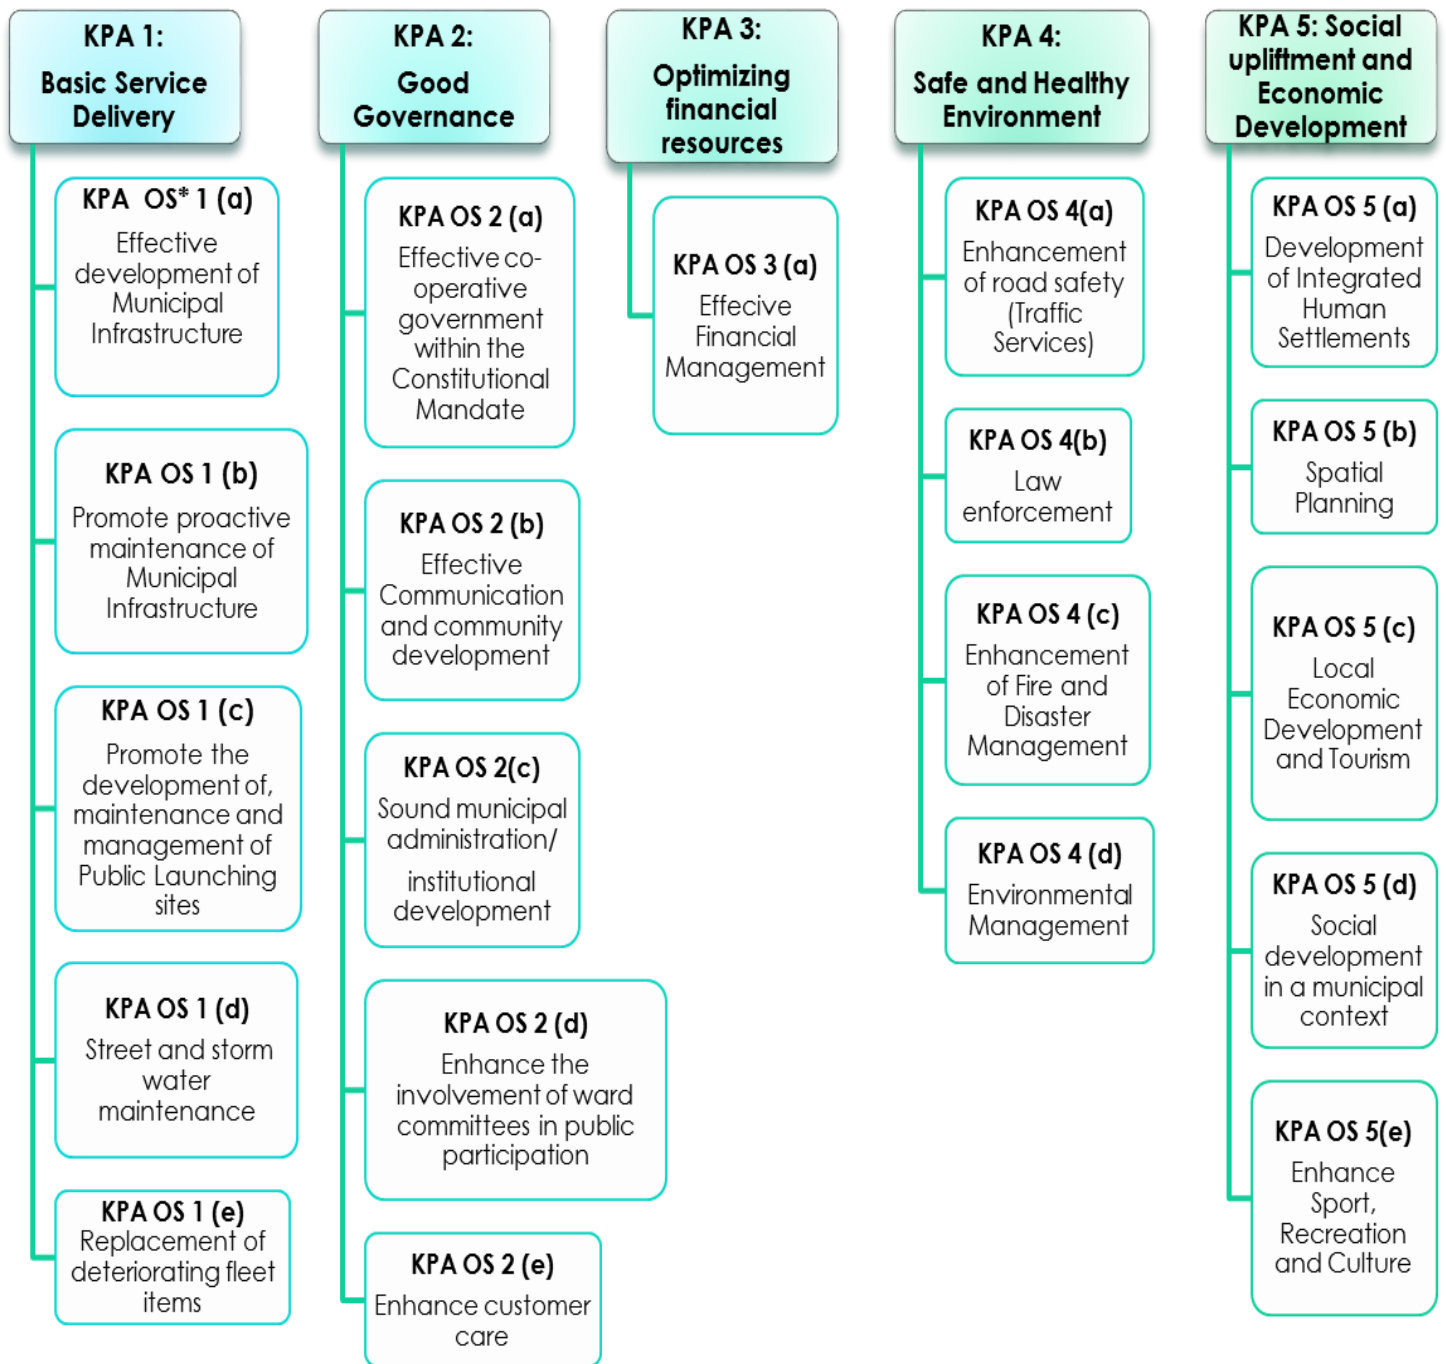 KPA 1:
Basic Service
Delivery
KPA OS* 1 (a)
Effective
development of
Municipal
Infrastructure
KPA OS 1 (b)
Promote proactive
maintenance of
Municipal
Infrastructure
KPA OS 1 (c)
Promote the
development of,
maintenance and
management of
Public Launching
sites
KPA OS 1 (d)
Street and storm
water
maintenance
KPA OS 1 (e)
Replacement of
deteriorating fleet
items
KPA 2:
Good
Governance
KPA OS 2 (a)
Effective co-
operative
government
within the
Constitutional
Mandate
KPA OS 2 (b)
Effective
Communication
and community
development
KPA OS 2(c)
Sound municipal
administration/
institutional
development
KPA OS 2 (d)
Enhance the
involvement of ward
committees in public
participation
KPA OS 2 (e)
Enhance customer
care
KPA 3:
Optimizing
financial
resources
KPA OS 3 (a)
Effecive
Financial
Management
KPA 4:
Safe and Healthy
Environment
KPA OS 4(a)
Enhancement
of road safety
(Traffic
Services)
KPA OS 4(b)
Law
enforcement
KPA OS 4 (c)
Enhancement
of Fire and
Disaster
Management
KPA OS 4 (d)
Environmental
Management
KPA 5: Social
upliftment and
Economic
Development
KPA OS 5 (a)
Development
of Integrated
Human
Settlements
KPA OS 5 (b)
Spatial
Planning
KPA OS 5 (c)
Local
Economic
Development
and Tourism
KPA OS 5 (d)
Social
development
in a municipal
context
KPA OS 5(e)
Enhance
Sport,
Recreation
and Culture